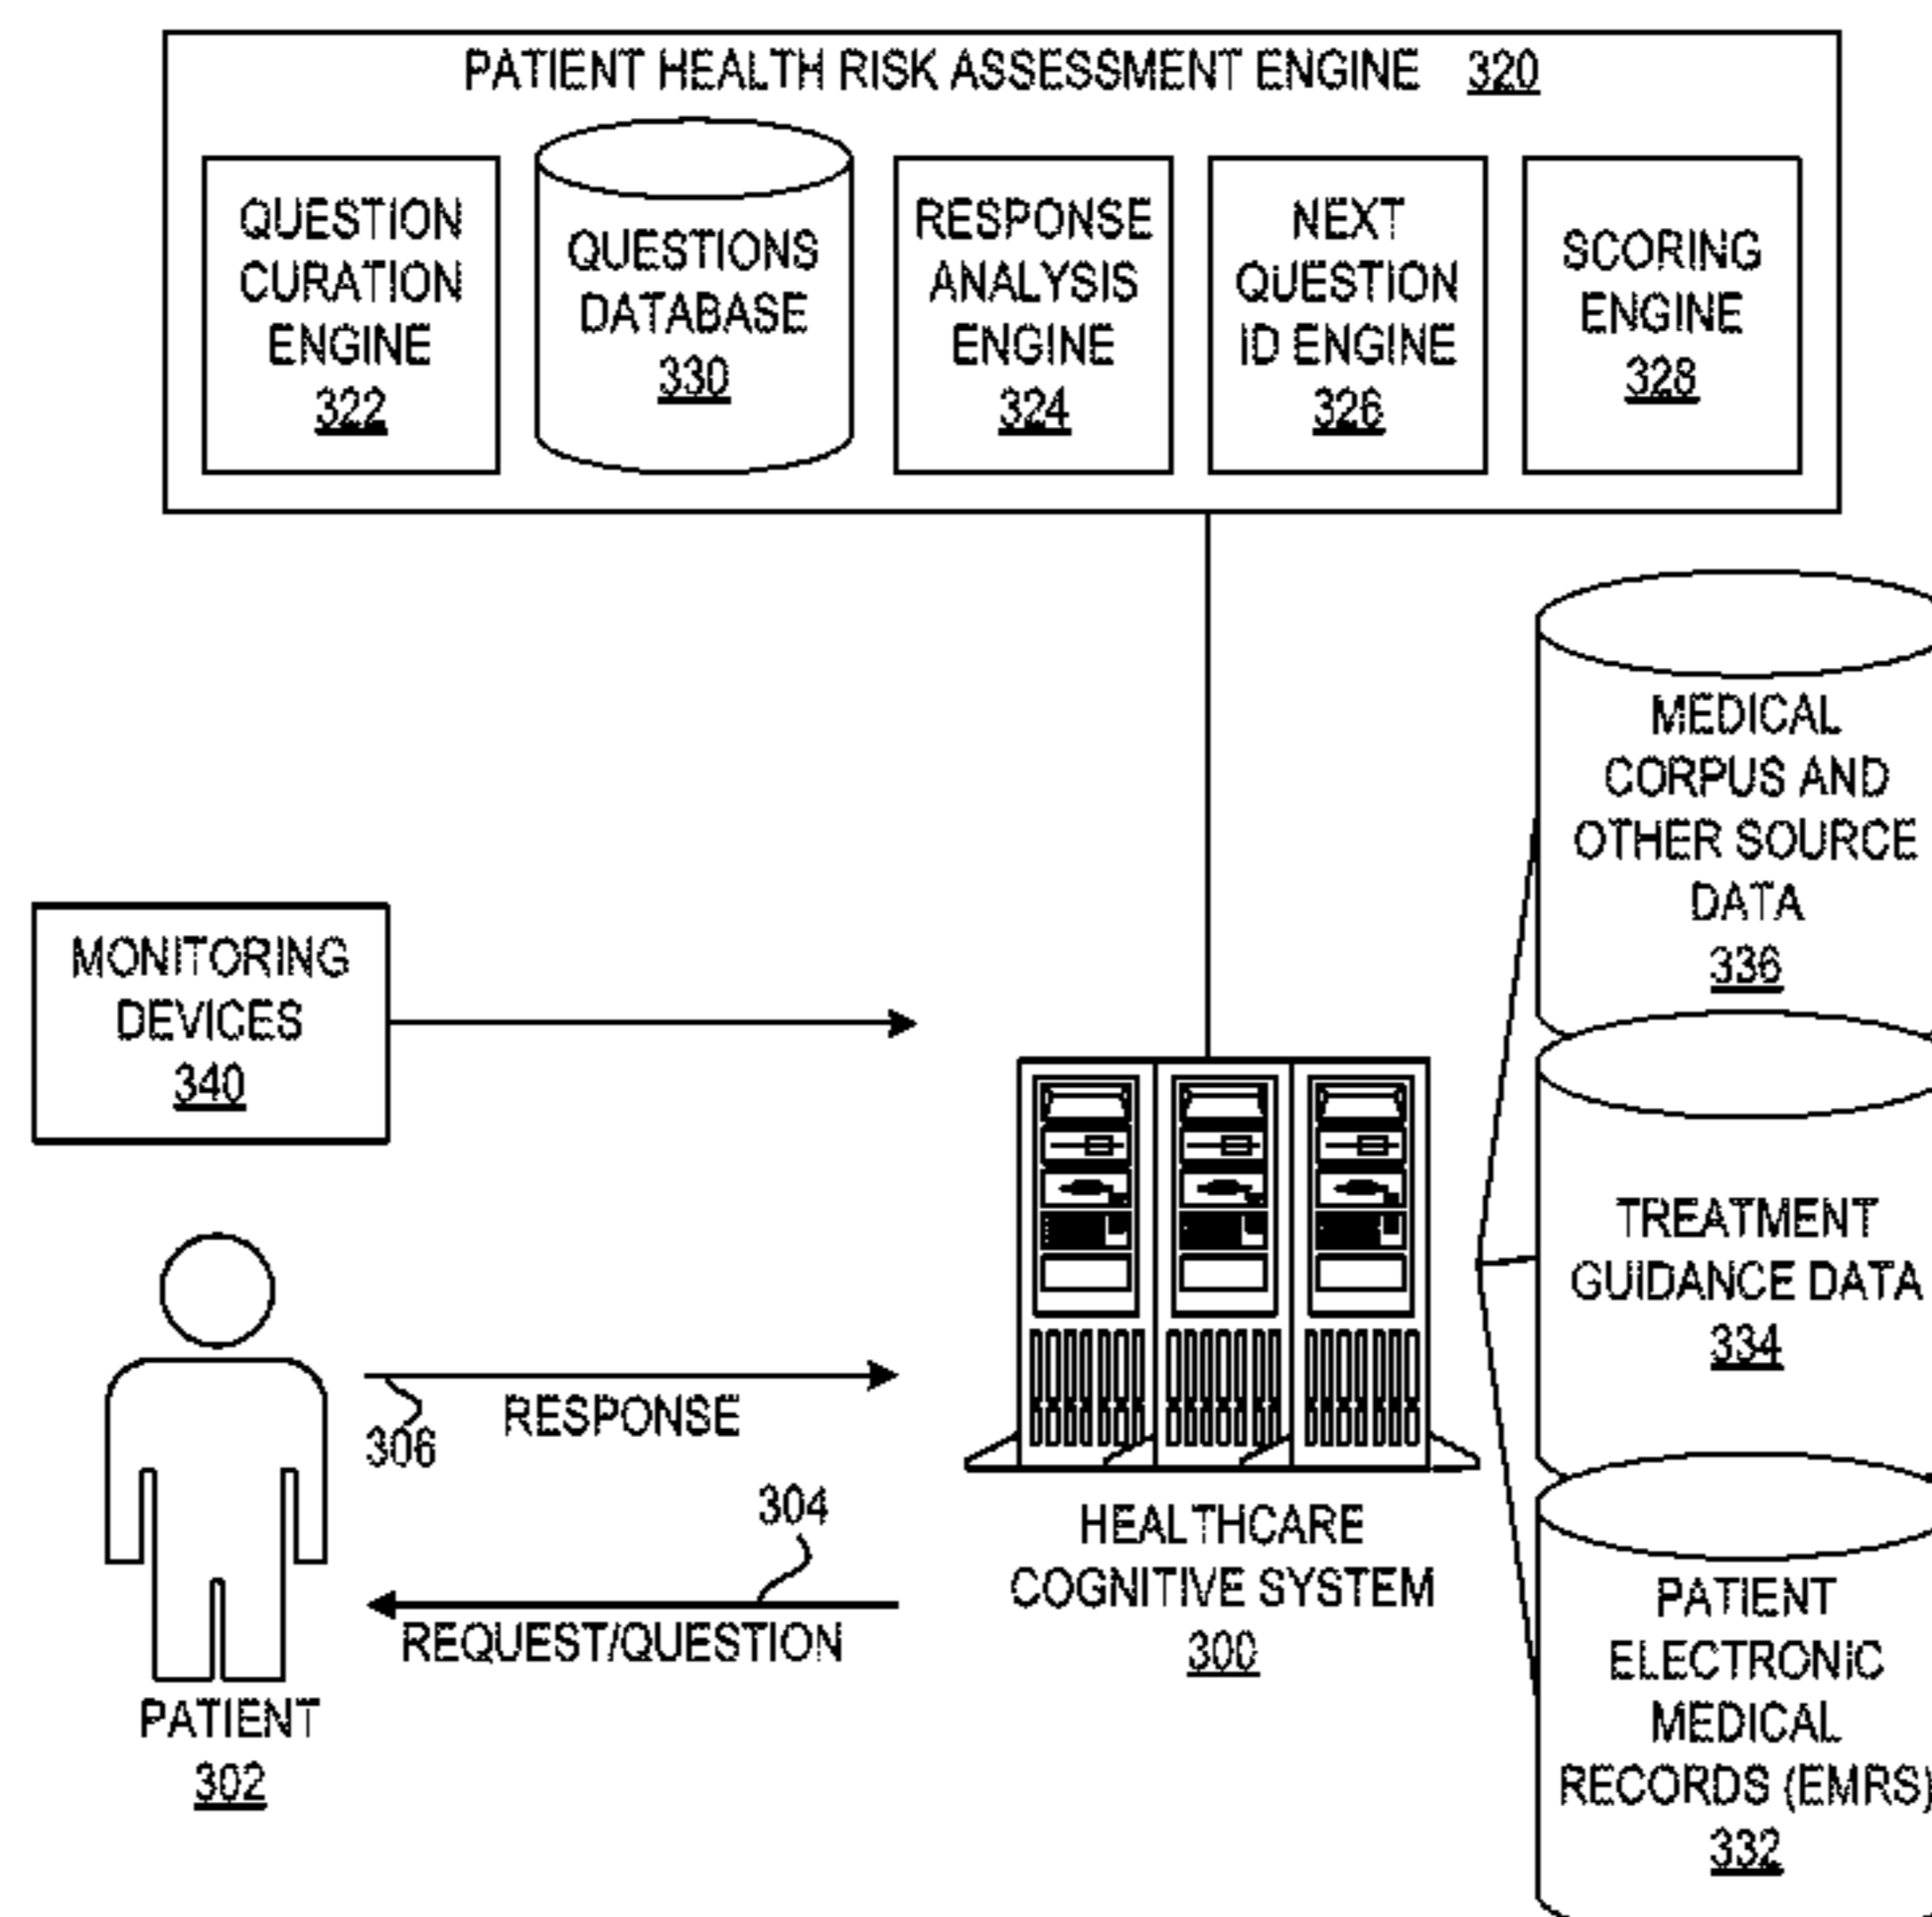 PATIENT HEALTH RISK ASSESSMENT ENGINE 320
QUESTION
CURATION
ENGINE
322
QUESTIONS
DATABASE
330
RESPONSE
ANALYSIS
ENGINE
324
NEXT
QUESTION
ID ENGINE
326
SCORING
ENGINE
328
MEDICAL
CORPUS AND
OTHER SOURCE
DATA
336
MONITORING
DEVICES
340
TREATMENT
GUIDANCE DATA
334
306
RESPONSE
304
REQUEST/QUESTION
PATIENT
302
HEALTHCARE
COGNITIVE SYSTEM
300
PATIENT
ELECTRONIC
MEDICAL
RECORDS (EMRS)
332